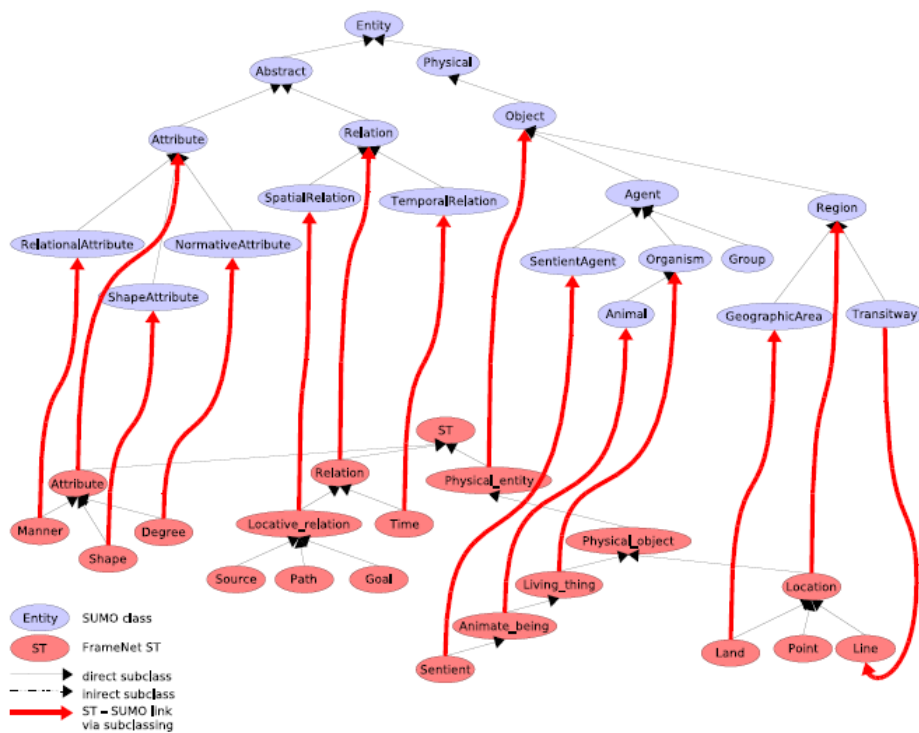 Entity
Physical
Abstract
Object
Attribute
Relation
Agent
SpatialRelation
TemporalRelation
Region
RelationalAttribute
NormativeAttribute
SentientAgent
Organism
Group
ShapeAttribute
Animal
GeographicArea
Transitway
ST
Relation
Attribute
Physical_entity
Manner
Degree
Locative_relation
Time
Shape
Physical_object
Source
Path
Goal
Living_thing
Location
Animate_being
Land
Point
Line
Sentient
Entity SUMO class
ST FrameNet ST
direct subclass
inirect subclass
ST – SUMO link
via subclassing